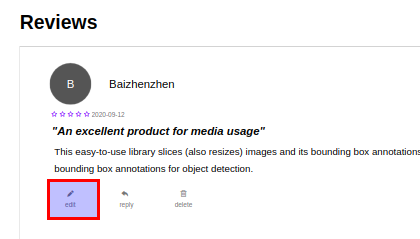 Reviews
B
Baizhenzhen
2020-09-12
"An excellent product for media usage"
This easy-to-use library slices (also resizes) images and its bounding box annotations
bounding box annotations for object detection.
edit
reply
delete